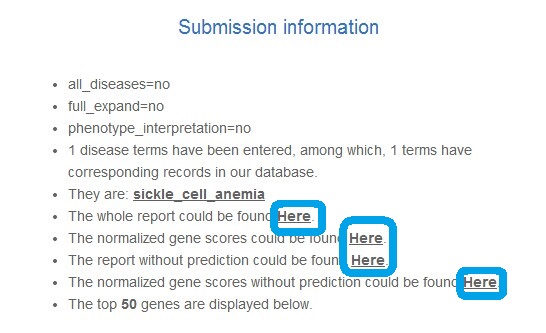 Submission information
all_diseases=no
full_expand=no
phenotype_interpretation=no
1 disease terms have been entered, among which, 1 terms have
corresponding records in our database.
They are: sickle_cell_anemia
The whole report could be found Here.
The normalized gene scores could be found Here.
The report without prediction could be found Here.
The normalized gene scores without prediction could be found Here
The top 50 genes are displayed below.